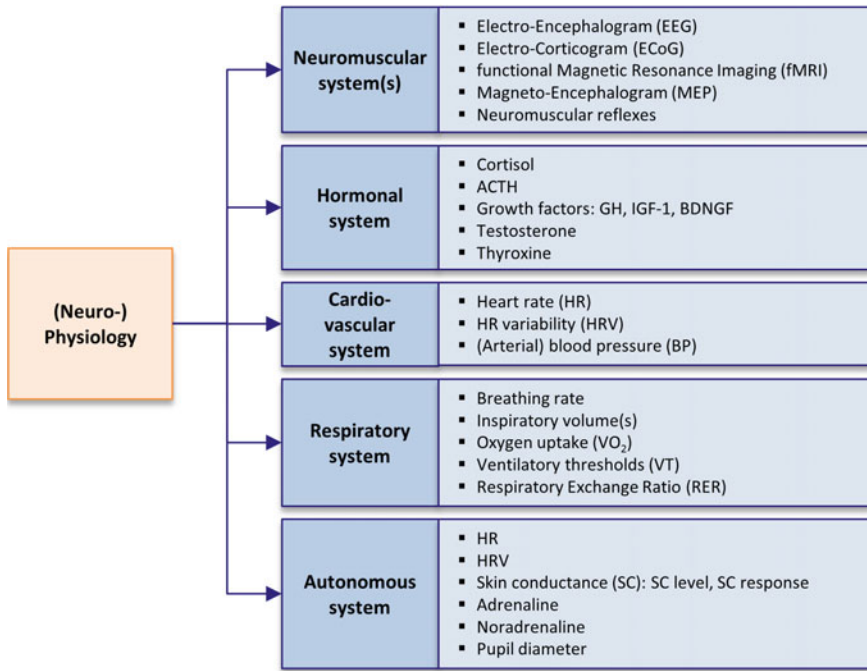 (Neuro-)
Physiology
Neuromuscular
system(s)
▪ Electro-Encephalogram (EEG)
▪ Electro-Corticogram (ECoG)
▪ functional Magnetic Resonance Imaging (fMRI)
▪ Magneto-Encephalogram (MEP)
▪ Neuromuscular reflexes
Hormonal
system
▪ Cortisol
▪ ACTH
▪ Growth factors: GH, IGF-1, BDNGF
▪ Testosterone
▪ Thyroxine
Cardio-
vascular
system
▪ Heart rate (HR)
▪ HR variability (HRV)
▪ (Arterial) blood pressure (BP)
Respiratory
system
▪ Breathing rate
▪ Inspiratory volume(s)
▪ Oxygen uptake (VO₂)
▪ Ventilatory thresholds (VT)
▪ Respiratory Exchange Ratio (RER)
Autonomous
system
▪ HR
▪ HRV
▪ Skin conductance (SC): SC level, SC response
▪ Adrenaline
▪ Noradrenaline
▪ Pupil diameter